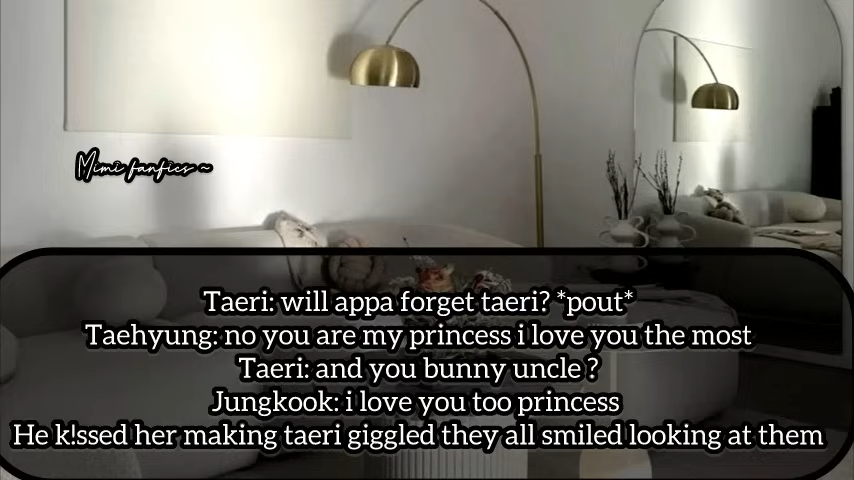 Mimi fanfics ~
Taeri: will appa forget taeri? *pout*
Taehyung: no you are my princess i love you the most
Taeri: and you bunny uncle ?
Jungkook: i love you too princess
He k!ssed her making taeri giggled they all smiled looking at them